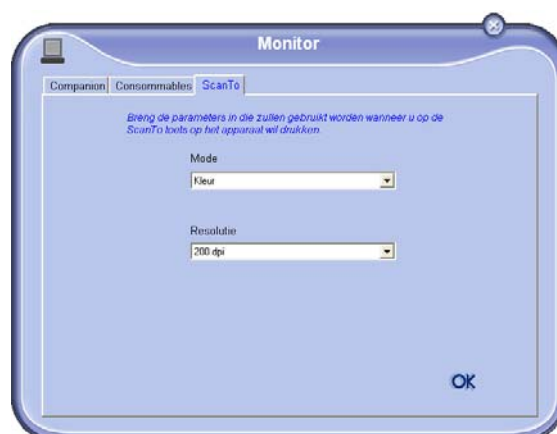 Monitor
Companion Consommables ScanTo
Breng de parameters in die zullen gebruikt worden wanneer u op de
ScanTo toets op het apparaat wil drukken.
Mode
Kleur
Resolutie
200 dpi
OK